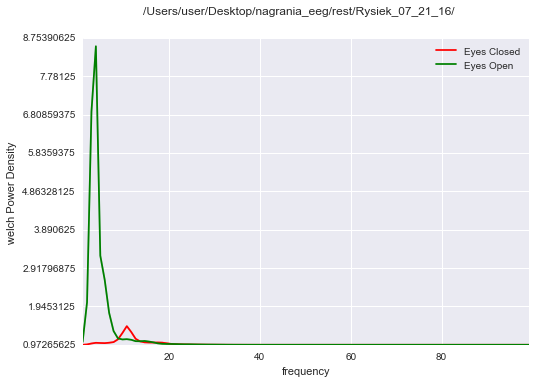 /Users/user/Desktop/nagrania_eeg/rest/Rysiek_07_21_16/
8.75390625
Eyes Closed
Eyes Open
7.78125
6.80859375
5.8359375
4.86328125
3.890625
2.91796875
1.9453125
0.97265625
welch Power Density
20
40
60
80
frequency